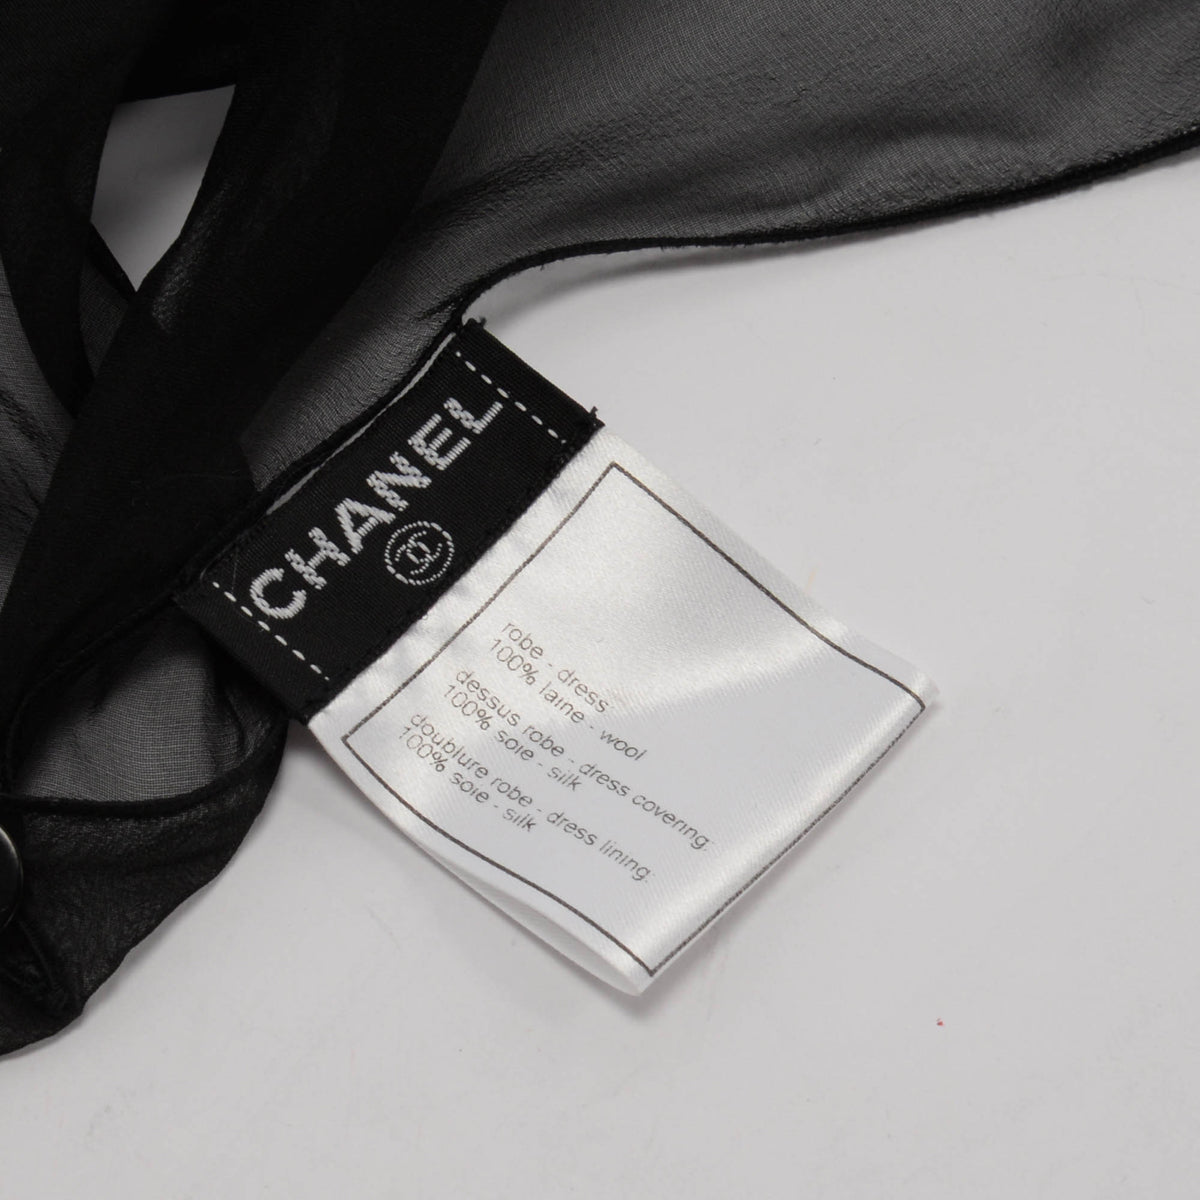 CHANEL
robe - dress
100% laine - wool
dessus robe - dress covering:
100% soie - silk
doublure robe - dress lining:
100% soie - silk